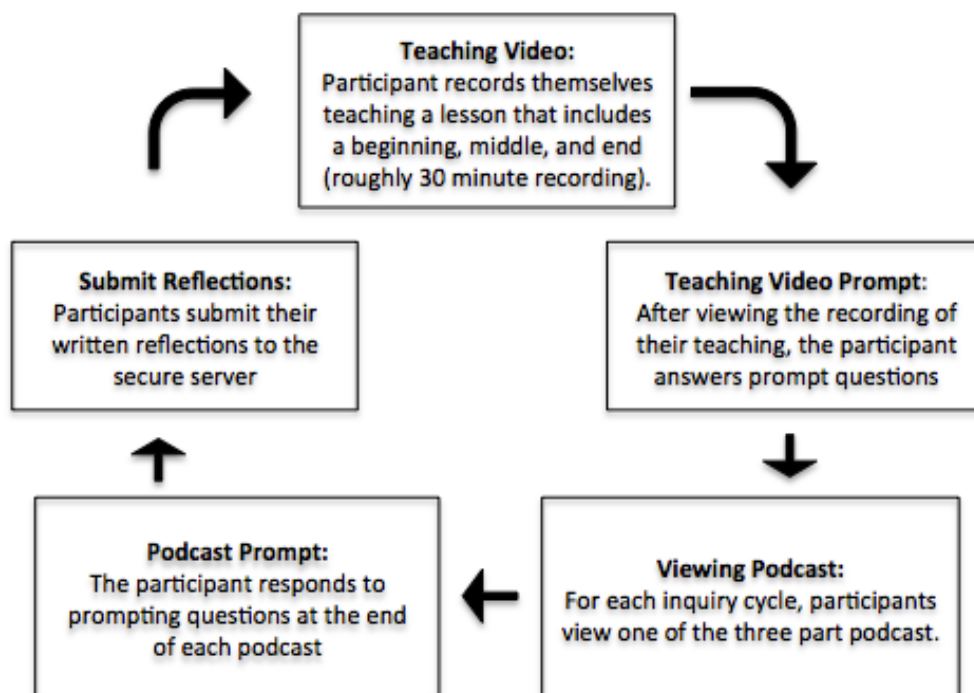 Teaching Video:
Participant records themselves
teaching a lesson that includes
a beginning, middle, and end
(roughly 30 minute recording).
Teaching Video Prompt:
After viewing the recording of
their teaching, the participant
answers prompt questions
Viewing Podcast:
For each inquiry cycle, participants
view one of the three part podcast.
Podcast Prompt:
The participant responds to
prompting questions at the end
of each podcast
Submit Reflections:
Participants submit their
written reflections to the
secure server